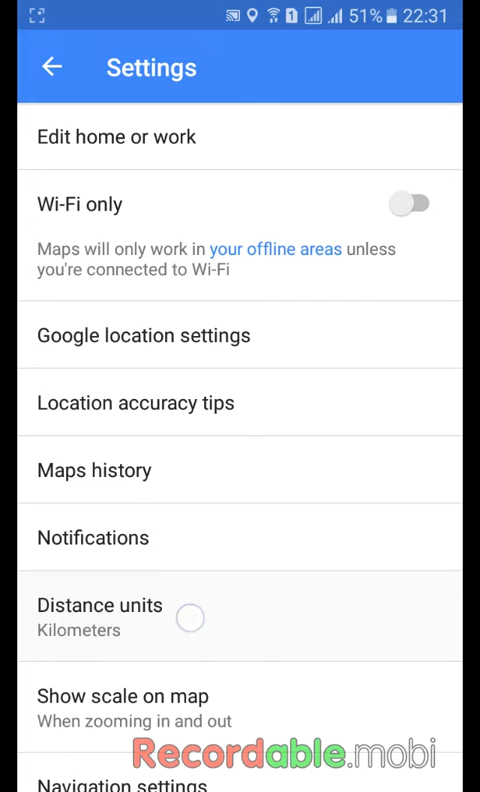 1 51% 22:31
Settings
Edit home or work
Wi-Fi only
Maps will only work in your offline areas unless
you're connected to Wi-Fi
Google location settings
Location accuracy tips
Maps history
Notifications
Distance units
Kilometers
Show scale on map
When zooming in and out
Recordable.mobi
Navigation settings